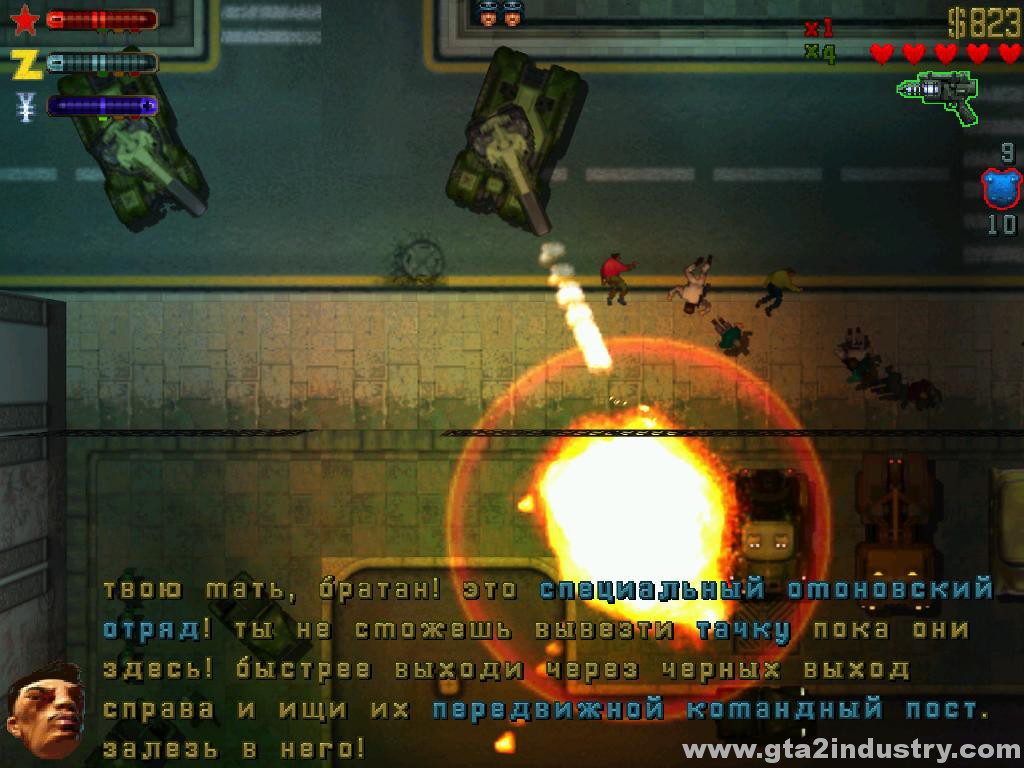 $823
x1
x4
9
10
твою мать, братан! это специальный отоновский
отряд! ты не сможешь вывезти тачку пока они
здесь! быстрее выходи через черных выход
справа и ищи их передвижной командный пост.
залезь в него!
www.gta2industry.com